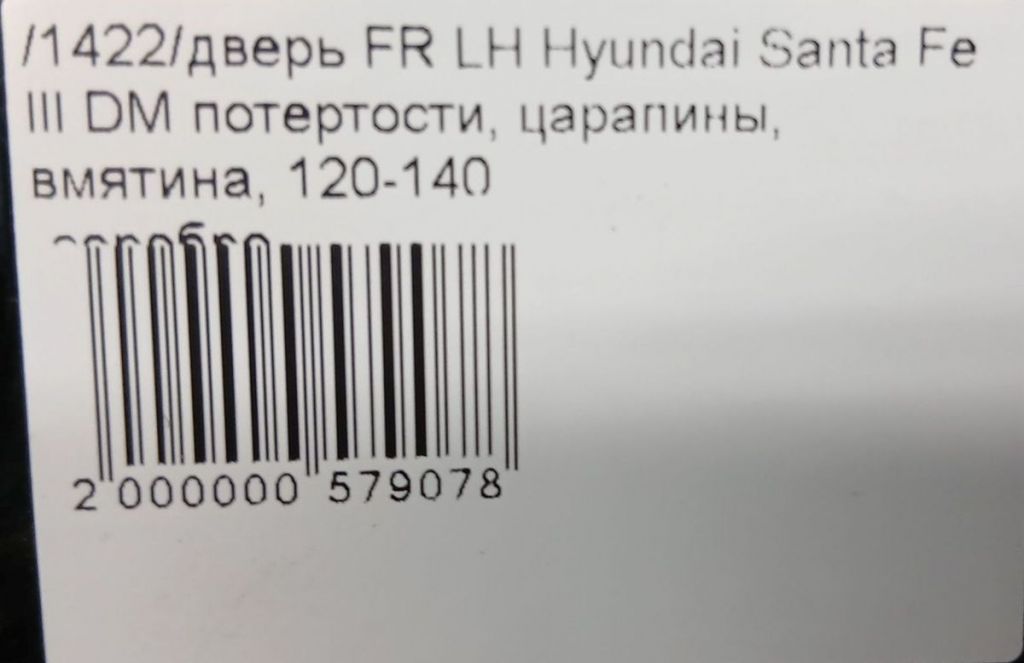 /1422/дверь FR LH Hyundai Santa Fe
III DM потертости, царапины,
вмятина, 120-140
2 000000 579078